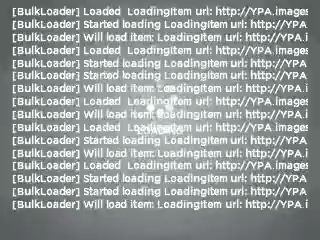 [BulkLoader] Loaded LoadingItem url: http://YPA.images
[BulkLoader] Started loading LoadingItem url: http://YPA
[BulkLoader] Will load item: LoadingItem url: http://YPA.i
[BulkLoader] Loaded LoadingItem url: http://YPA.images
[BulkLoader] Started loading LoadingItem url: http://YPA
[BulkLoader] Started loading LoadingItem url: http://YPA
[BulkLoader] Will load item: LoadingItem url: http://YPA.i
[BulkLoader] Loaded LoadingItem url: http://YPA.images
[BulkLoader] Will load item: LoadingItem url: http://YPA.i
[BulkLoader] Loaded LoadingItem url: http://YPA.images
[BulkLoader] Started loading LoadingItem url: http://YPA
[BulkLoader] Will load item: LoadingItem url: http://YPA.i
[BulkLoader] Loaded LoadingItem url: http://YPA.images
[BulkLoader] Started loading LoadingItem url: http://YPA
[BulkLoader] Started loading LoadingItem url: http://YPA
[BulkLoader] Will load item: LoadingItem url: http://YPA.i